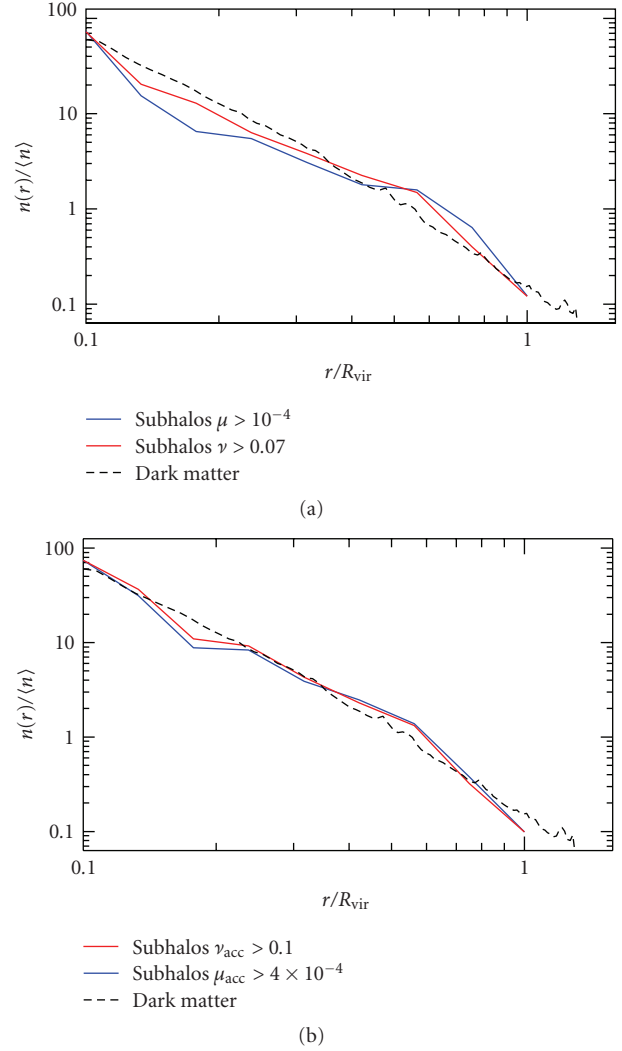 100
10
1
0.1
n(r)/⟨n⟩
0.1
1
r/R_vir
Subhalos μ > 10⁻⁴
Subhalos ν > 0.07
Dark matter
(a)
100
10
1
0.1
n(r)/⟨n⟩
0.1
1
r/R_vir
Subhalos ν_acc > 0.1
Subhalos μ_acc > 4 × 10⁻⁴
Dark matter
(b)